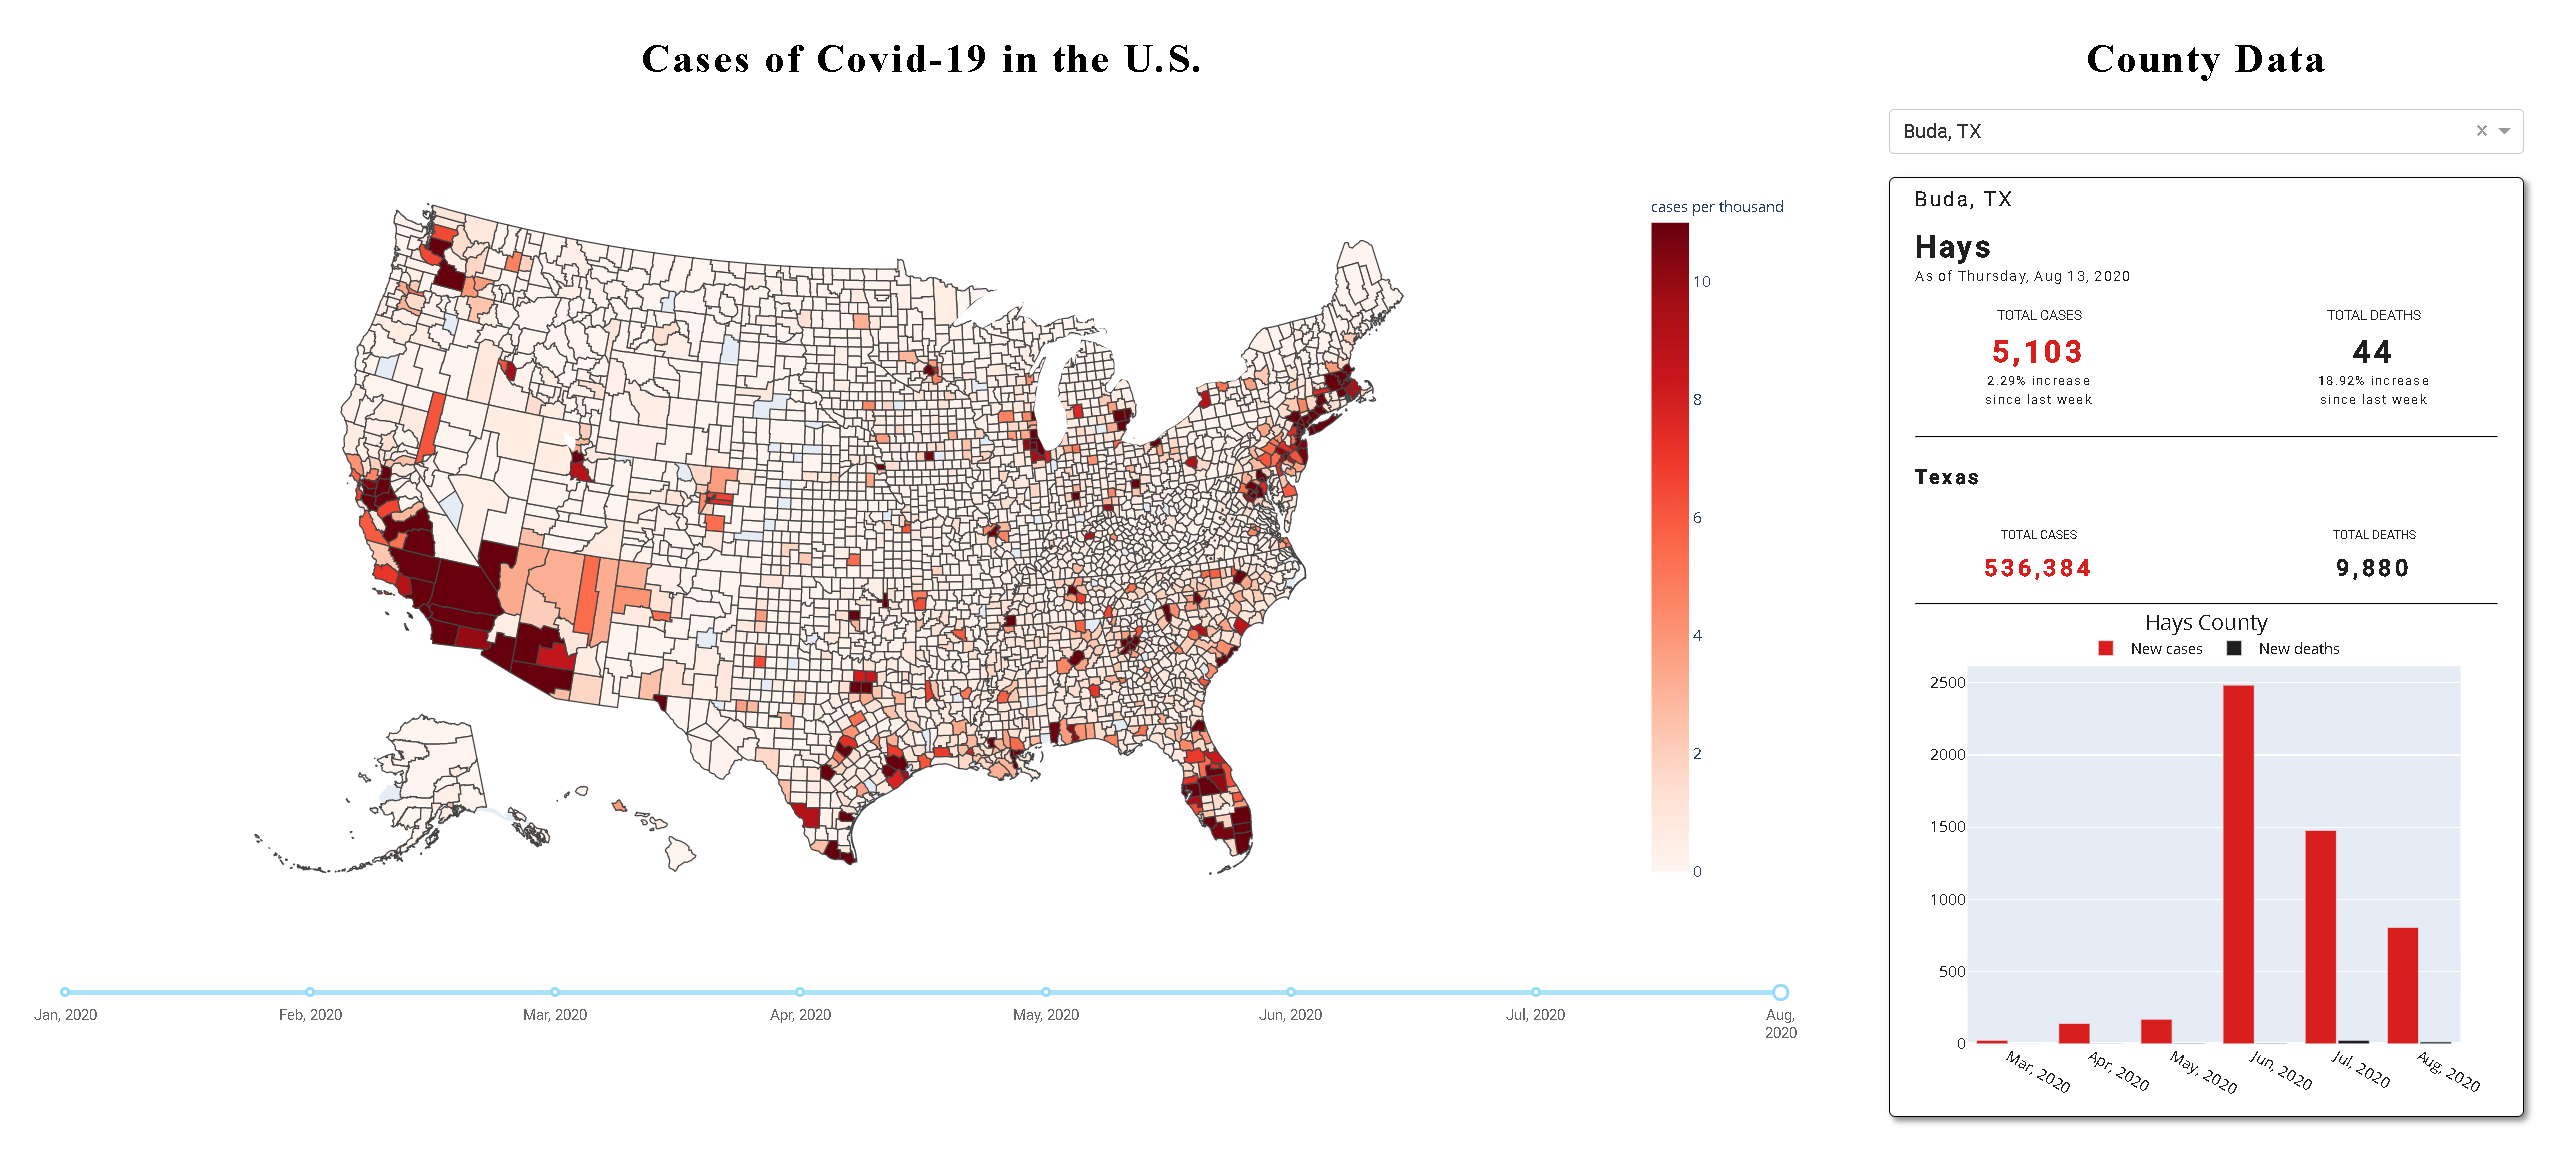 Cases of Covid-19 in the U.S.
cases per thousand
10
8
6
4
2
0
Jan, 2020
Feb, 2020
Mar, 2020
Apr, 2020
May, 2020
Jun, 2020
Jul, 2020
Aug,
2020
County Data
Buda, TX
× 
Buda, TX
Hays
As of Thursday, Aug 13, 2020
TOTAL CASES
5,103
2.29% increase
since last week
TOTAL DEATHS
44
18.92% increase
since last week
Texas
TOTAL CASES
536,384
TOTAL DEATHS
9,880
Hays County
New cases
New deaths
2500
2000
1500
1000
500
0
Mar, 2020
Apr, 2020
May, 2020
Jun, 2020
Jul, 2020
Aug, 2020